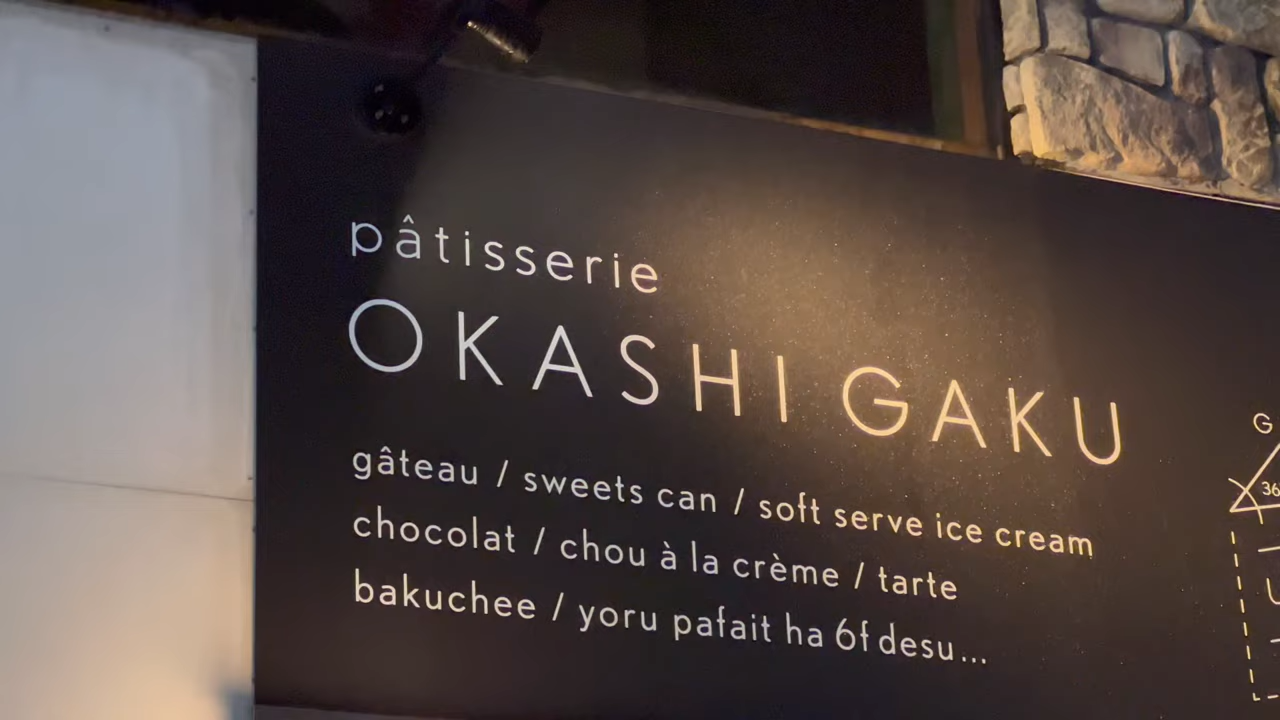 pâtisserie
OKASHI GAKU
gâteau / sweets can / soft serve ice cream
chocolat / chou à la crème / tarte
bakuchee / yoru pafait ha 6f desu...
G
36